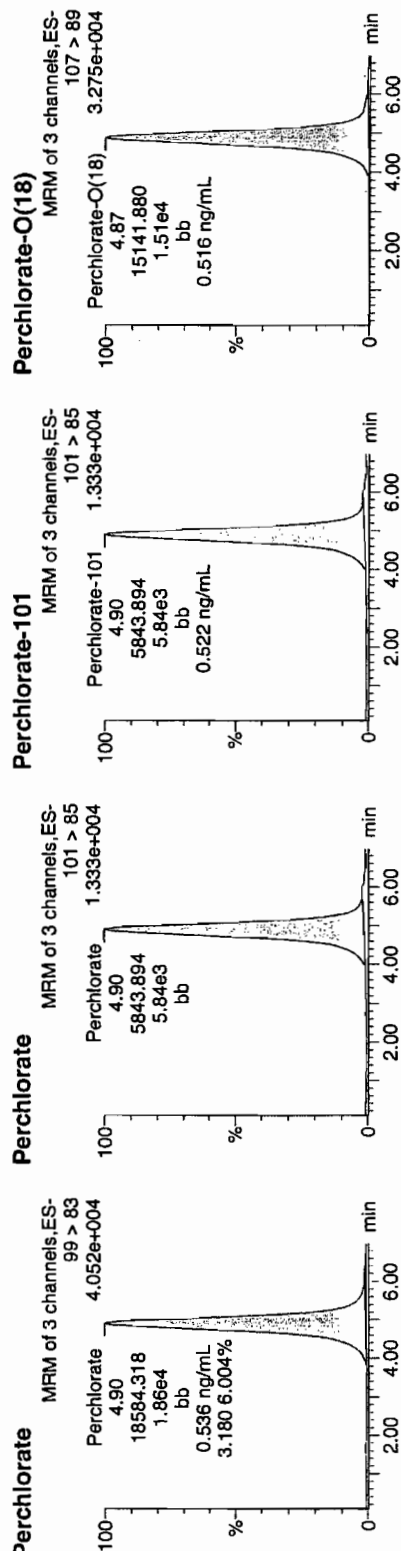 Perchlorate
MRM of 3 channels,ES-
99 > 83
4.052e+004
100
Perchlorate
4.90
18584.318
1.86e4
bb
0.536 ng/mL
3.180 6.004%
%
0
2.00 4.00 6.00 min
Perchlorate
MRM of 3 channels,ES-
101 > 85
1.333e+004
100
Perchlorate
4.90
5843.894
5.84e3
bb
%
0
2.00 4.00 6.00 min
Perchlorate-101
MRM of 3 channels,ES-
101 > 85
1.333e+004
100
Perchlorate-101
4.90
5843.894
5.84e3
bb
0.522 ng/mL
%
0
2.00 4.00 6.00 min
Perchlorate-O(18)
MRM of 3 channels,ES-
107 > 89
3.275e+004
100
Perchlorate-O(18)
4.87
15141.880
1.51e4
bb
0.516 ng/mL
%
0
2.00 4.00 6.00 min